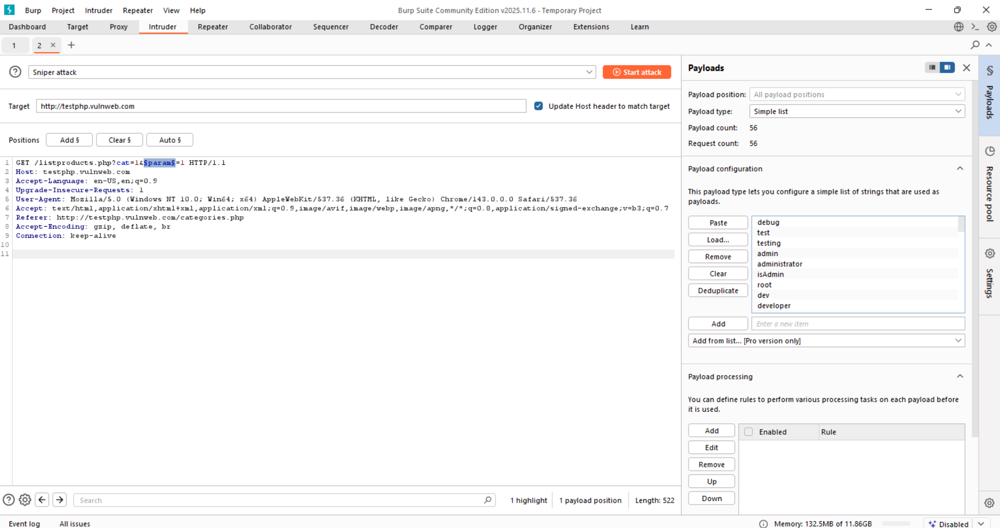 Burp Project Intruder Repeater View Help
Burp Suite Community Edition v2025.11.6 - Temporary Project
Dashboard Target Proxy Intruder Repeater Collaborator Sequencer Decoder Comparer Logger Organizer Extensions Learn
1 2
Sniper attack
Start attack
Target http://testphp.vulnweb.com
Update Host header to match target
Positions Add § Clear § Auto §
1 GET /listproducts.php?cat=1&§param§=1 HTTP/1.1
2 Host: testphp.vulnweb.com
3 Accept-Language: en-US,en;q=0.9
4 Upgrade-Insecure-Requests: 1
5 User-Agent: Mozilla/5.0 (Windows NT 10.0; Win64; x64) AppleWebKit/537.36 (KHTML, like Gecko) Chrome/143.0.0.0 Safari/537.36
6 Accept: text/html,application/xhtml+xml,application/xml;q=0.9,image/avif,image/webp,image/apng,*/*;q=0.8,application/signed-exchange;v=b3;q=0.7
7 Referer: http://testphp.vulnweb.com/categories.php
8 Accept-Encoding: gzip, deflate, br
9 Connection: keep-alive
10
11
Search
1 highlight
1 payload position
Length: 522
Payloads
Payload position: All payload positions
Payload type: Simple list
Payload count: 56
Request count: 56
Payload configuration
This payload type lets you configure a simple list of strings that are used as
payloads.
Paste
Load...
Remove
Clear
Deduplicate
debug
test
testing
admin
administrator
isAdmin
root
dev
developer
Add Enter a new item
Add from list... [Pro version only]
Payload processing
You can define rules to perform various processing tasks on each payload before
it is used.
Add
Edit
Remove
Up
Down
Enabled Rule
§ Payloads
Resource pool
Settings
Event log All issues
Memory: 132.5MB of 11.86GB
Disabled